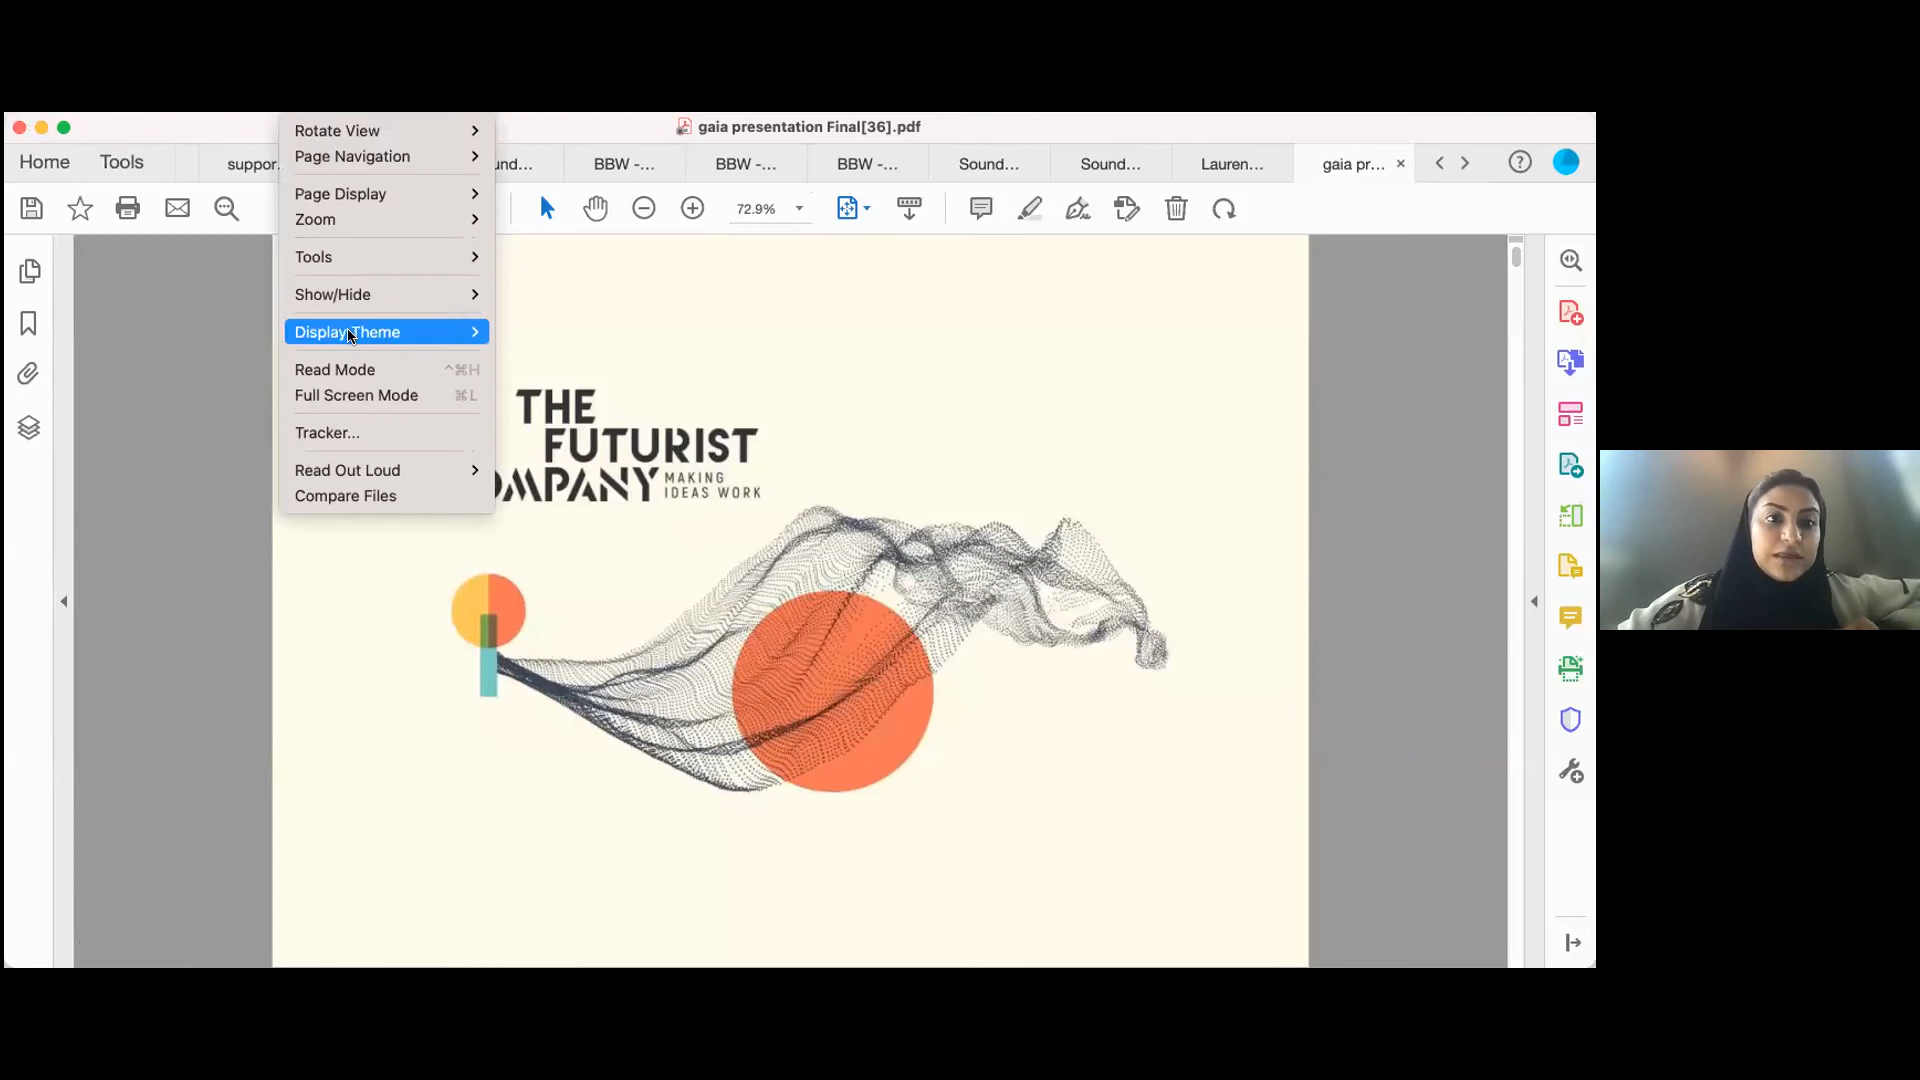 gaia presentation Final[36].pdf
Home
Tools
suppor.
und...
BBW -...
BBW -...
BBW -...
Sound...
Sound...
Lauren...
gaia pr...
72.9%
Rotate View
Page Navigation
Page Display
Zoom
Tools
Show/Hide
Display Theme
Read Mode ^⌘H
Full Screen Mode ⌘L
Tracker...
Read Out Loud
Compare Files
THE
FUTURIST
OMPANY
MAKING
IDEAS WORK